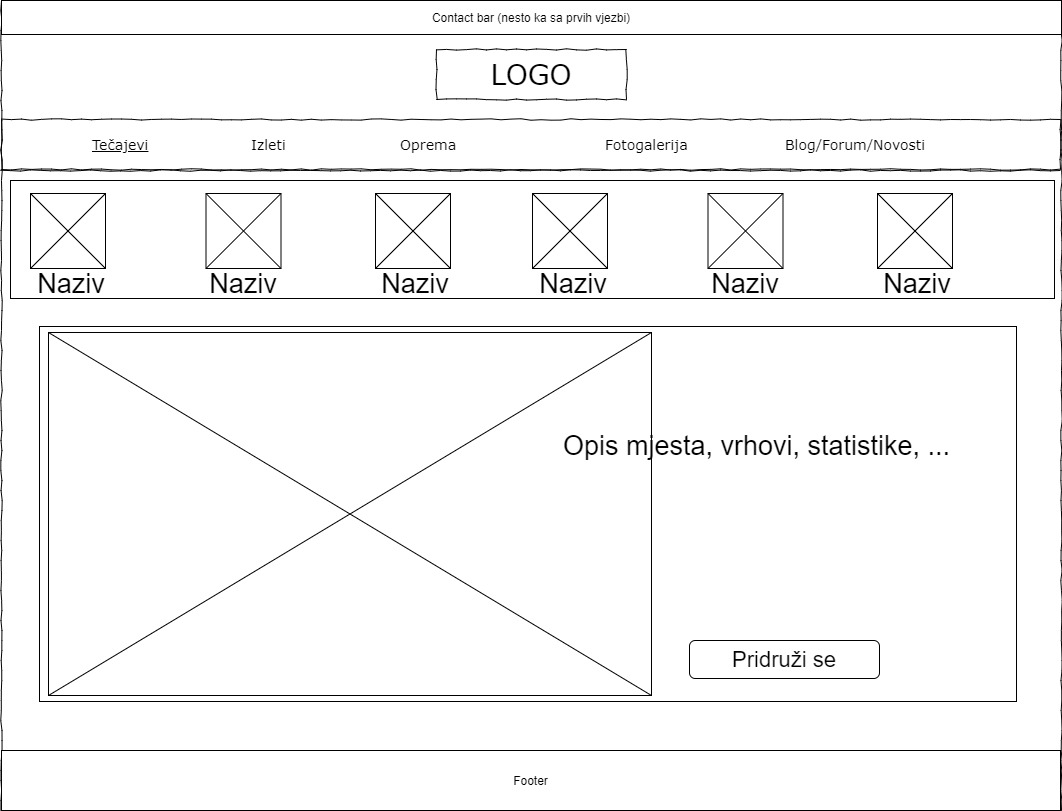 Contact bar (nesto ka sa prvih vjezbi)
LOGO
Tečajevi Izleti Oprema Fotogalerija Blog/Forum/Novosti
Naziv Naziv Naziv Naziv Naziv Naziv
Opis mjesta, vrhovi, statistike, ...
Pridruži se
Footer